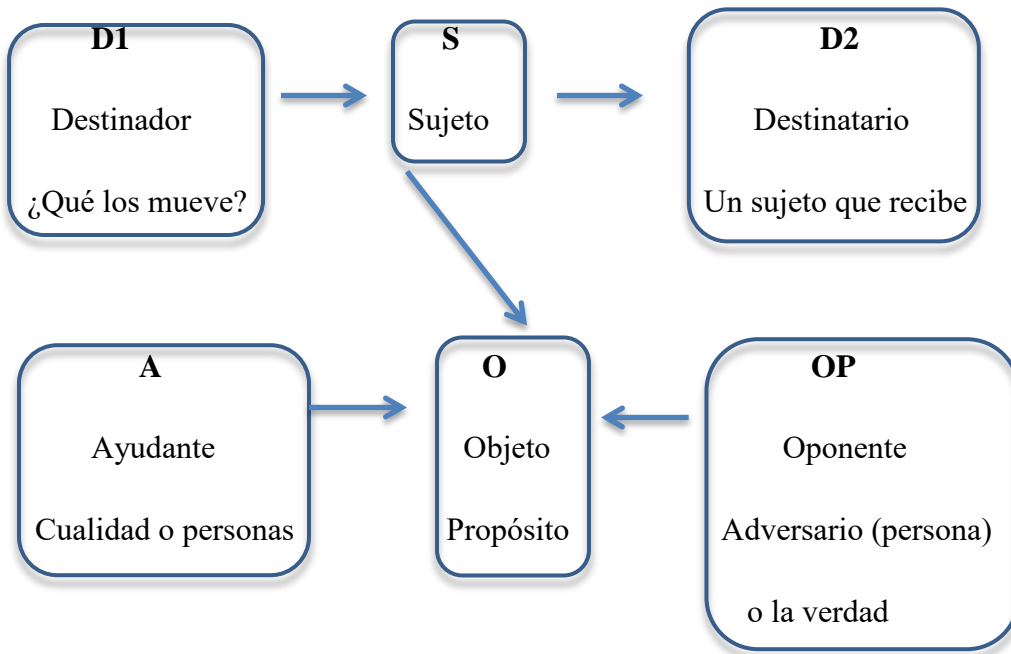 D1
Destinador
¿Qué los mueve?
S
Sujeto
D2
Destinatario
Un sujeto que recibe
A
Ayudante
Cualidad o personas
O
Objeto
Propósito
OP
Oponente
Adversario (persona)
o la verdad